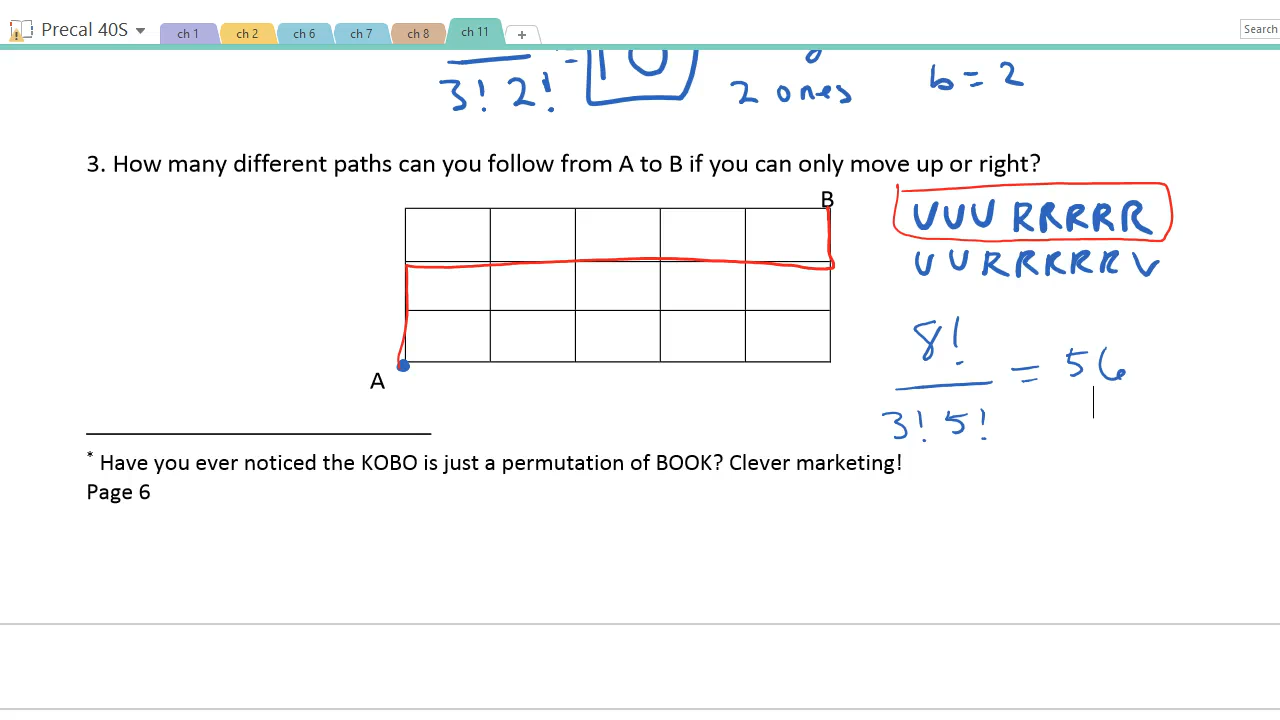 Precal 40S ch 1 ch 2 ch 6 ch 7 ch 8 ch 11 +
Search
3! 2! = 10
2 ones
b = 2
3. How many different paths can you follow from A to B if you can only move up or right?
B
UUU RRRRR
UURRRRRU
8!
3! 5!
= 56
A
* Have you ever noticed the KOBO is just a permutation of BOOK? Clever marketing!
Page 6